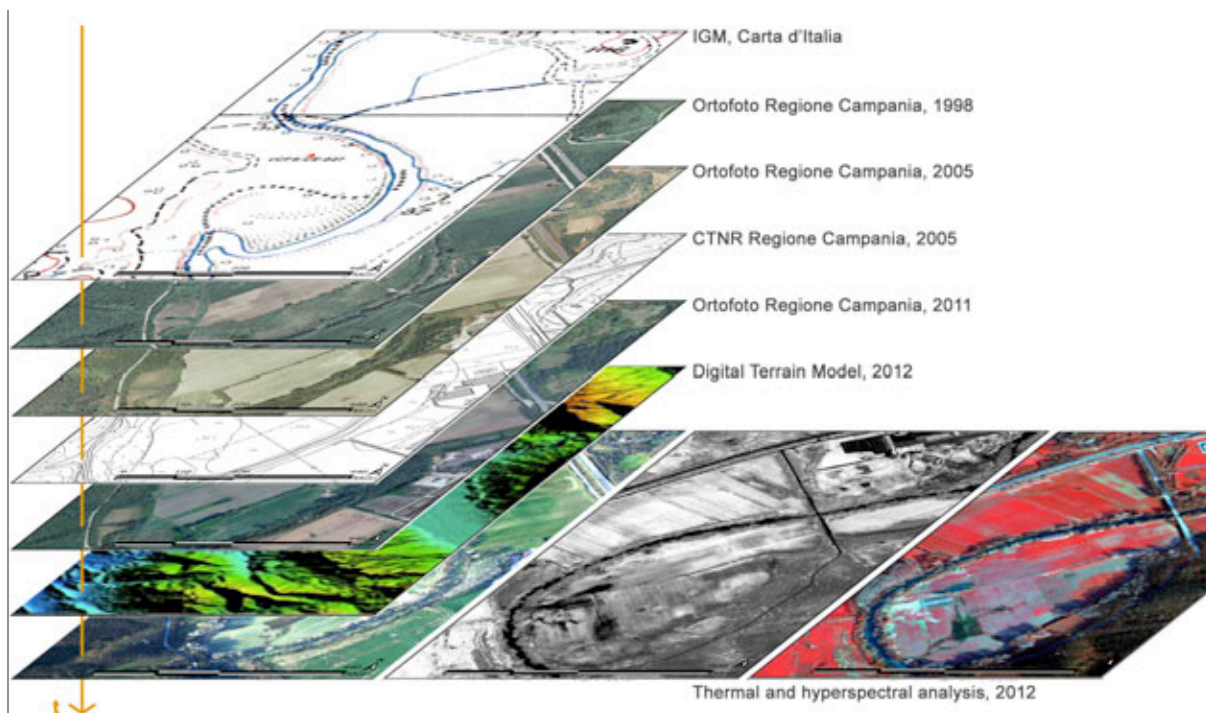 IGM, Carta d'Italia
Ortofoto Regione Campania, 1998
Ortofoto Regione Campania, 2005
CTNR Regione Campania, 2005
Ortofoto Regione Campania, 2011
Digital Terrain Model, 2012
Thermal and hyperspectral analysis, 2012
t